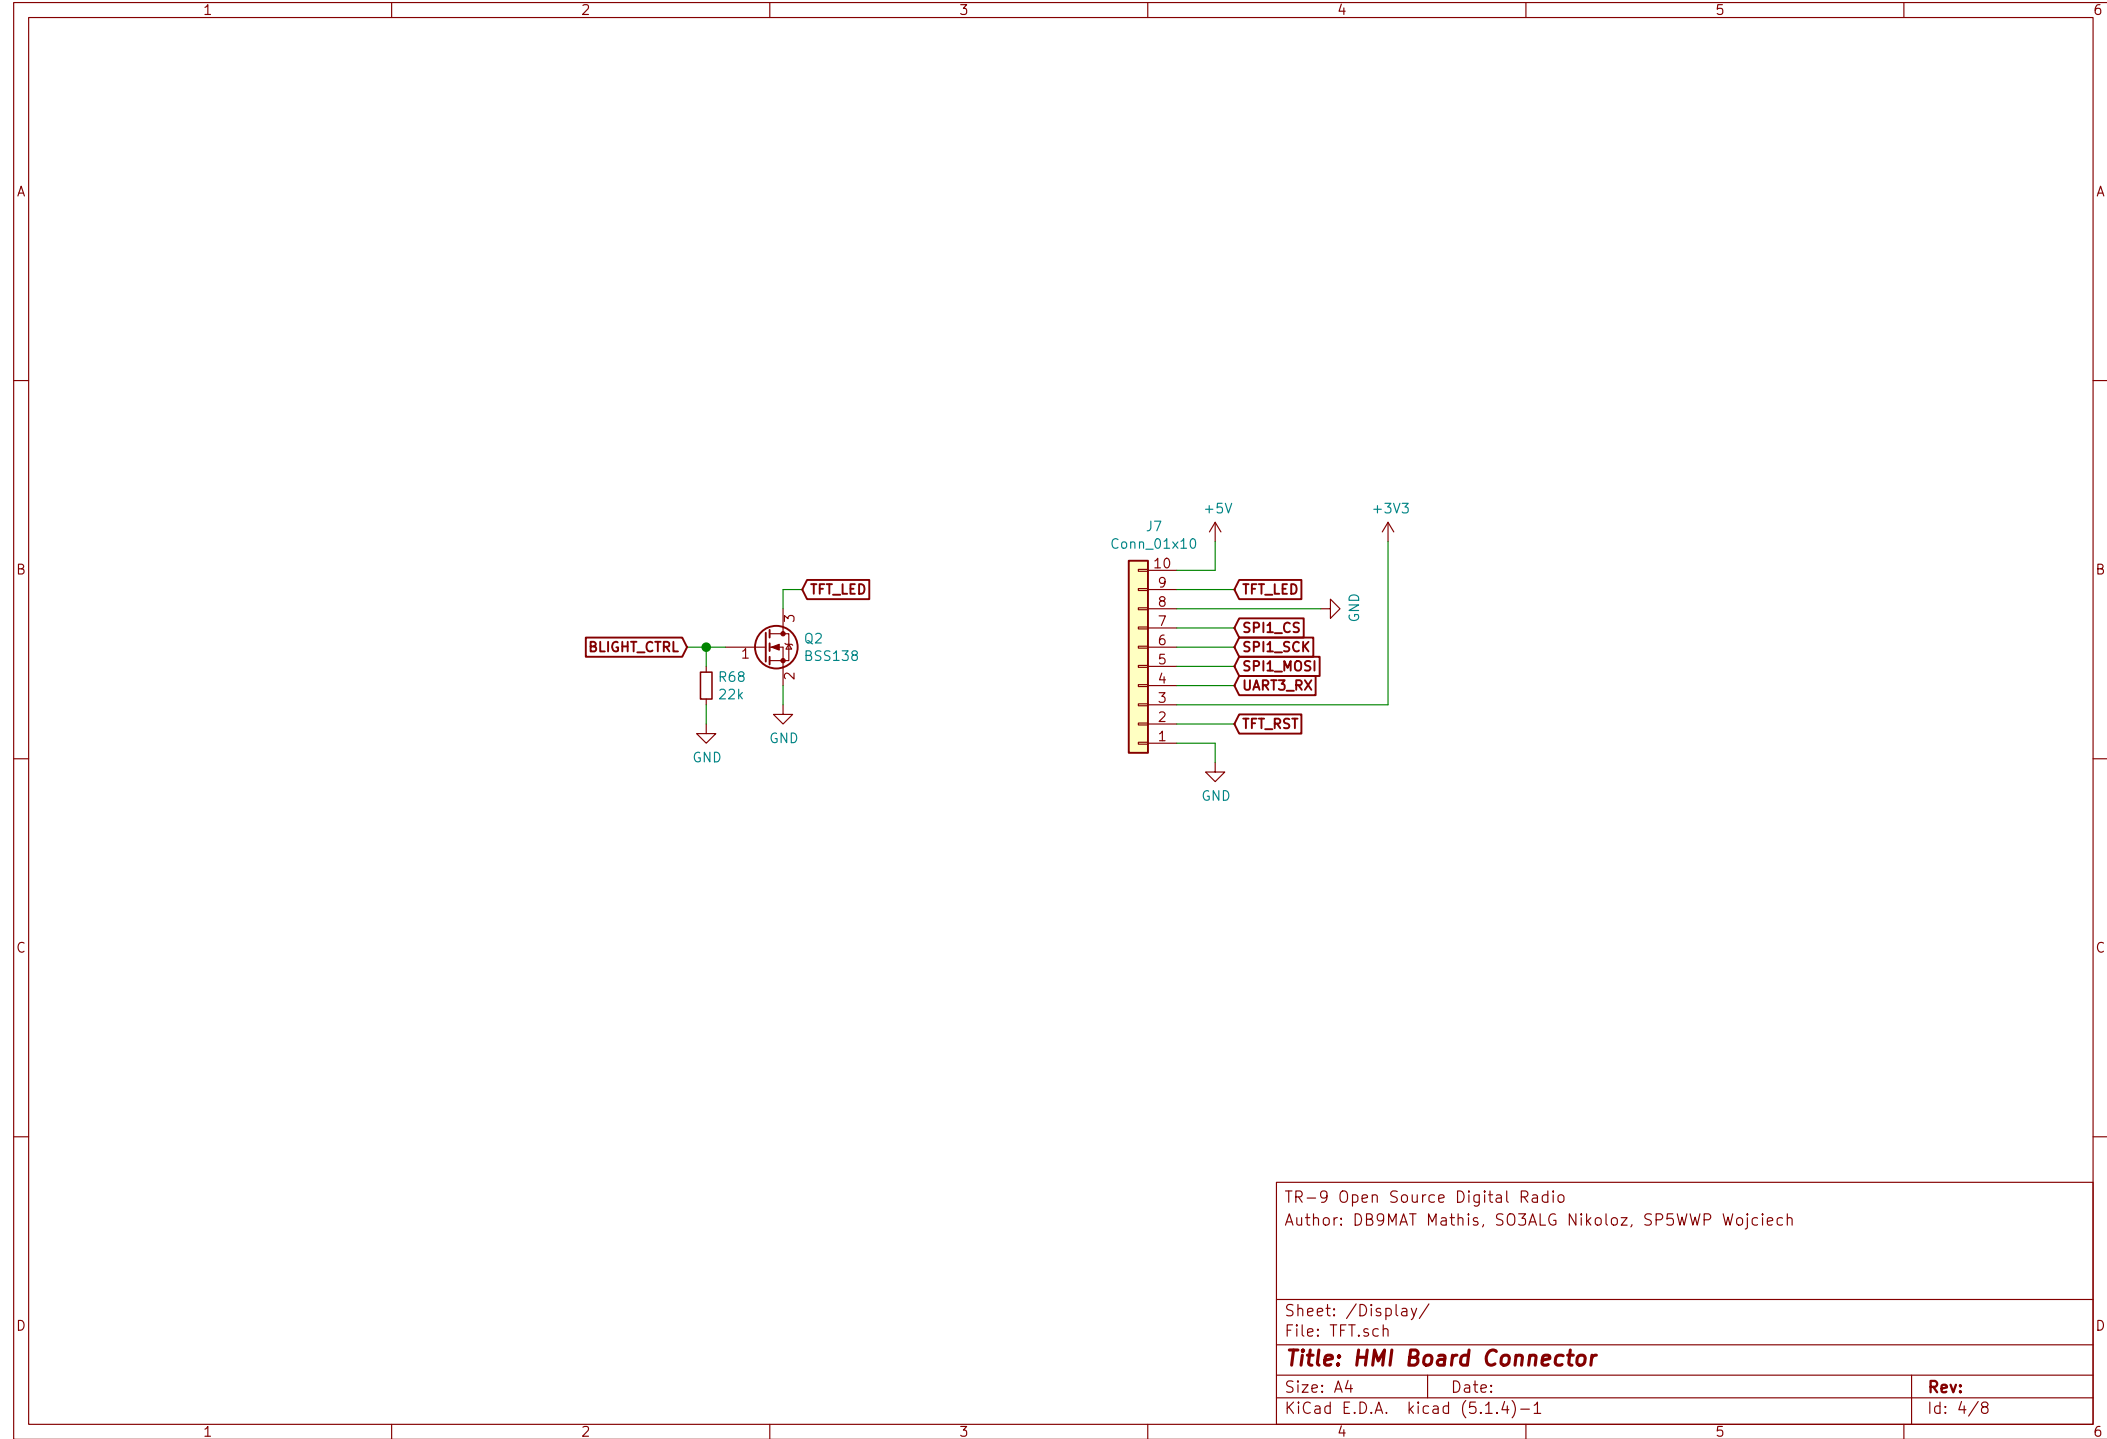 1 2 3 4 5 6
A A
+5V +3V3
J7
Conn_01x10
B B
10
TFT_LED 9 TFT_LED
8 GND
3
7 SPI1_CS
Q2
BLIGHT_CTRL 1 6 SPI1_SCK
BSS138
5 SPI1_MOSI
2
R68
4 UART3_RX
22k
3
2 TFT_RST
GND 1
GND
GND
C C
TR-9 Open Source Digital Radio
Author: DB9MAT Mathis, SO3ALG Nikoloz, SP5WWP Wojciech
Sheet: /Display/
File: TFT.sch
D D
Title: HMI Board Connector
Size: A4 Date: Rev:
KiCad E.D.A. kicad (5.1.4)-1 Id: 4/8
1 2 3 4 5 6